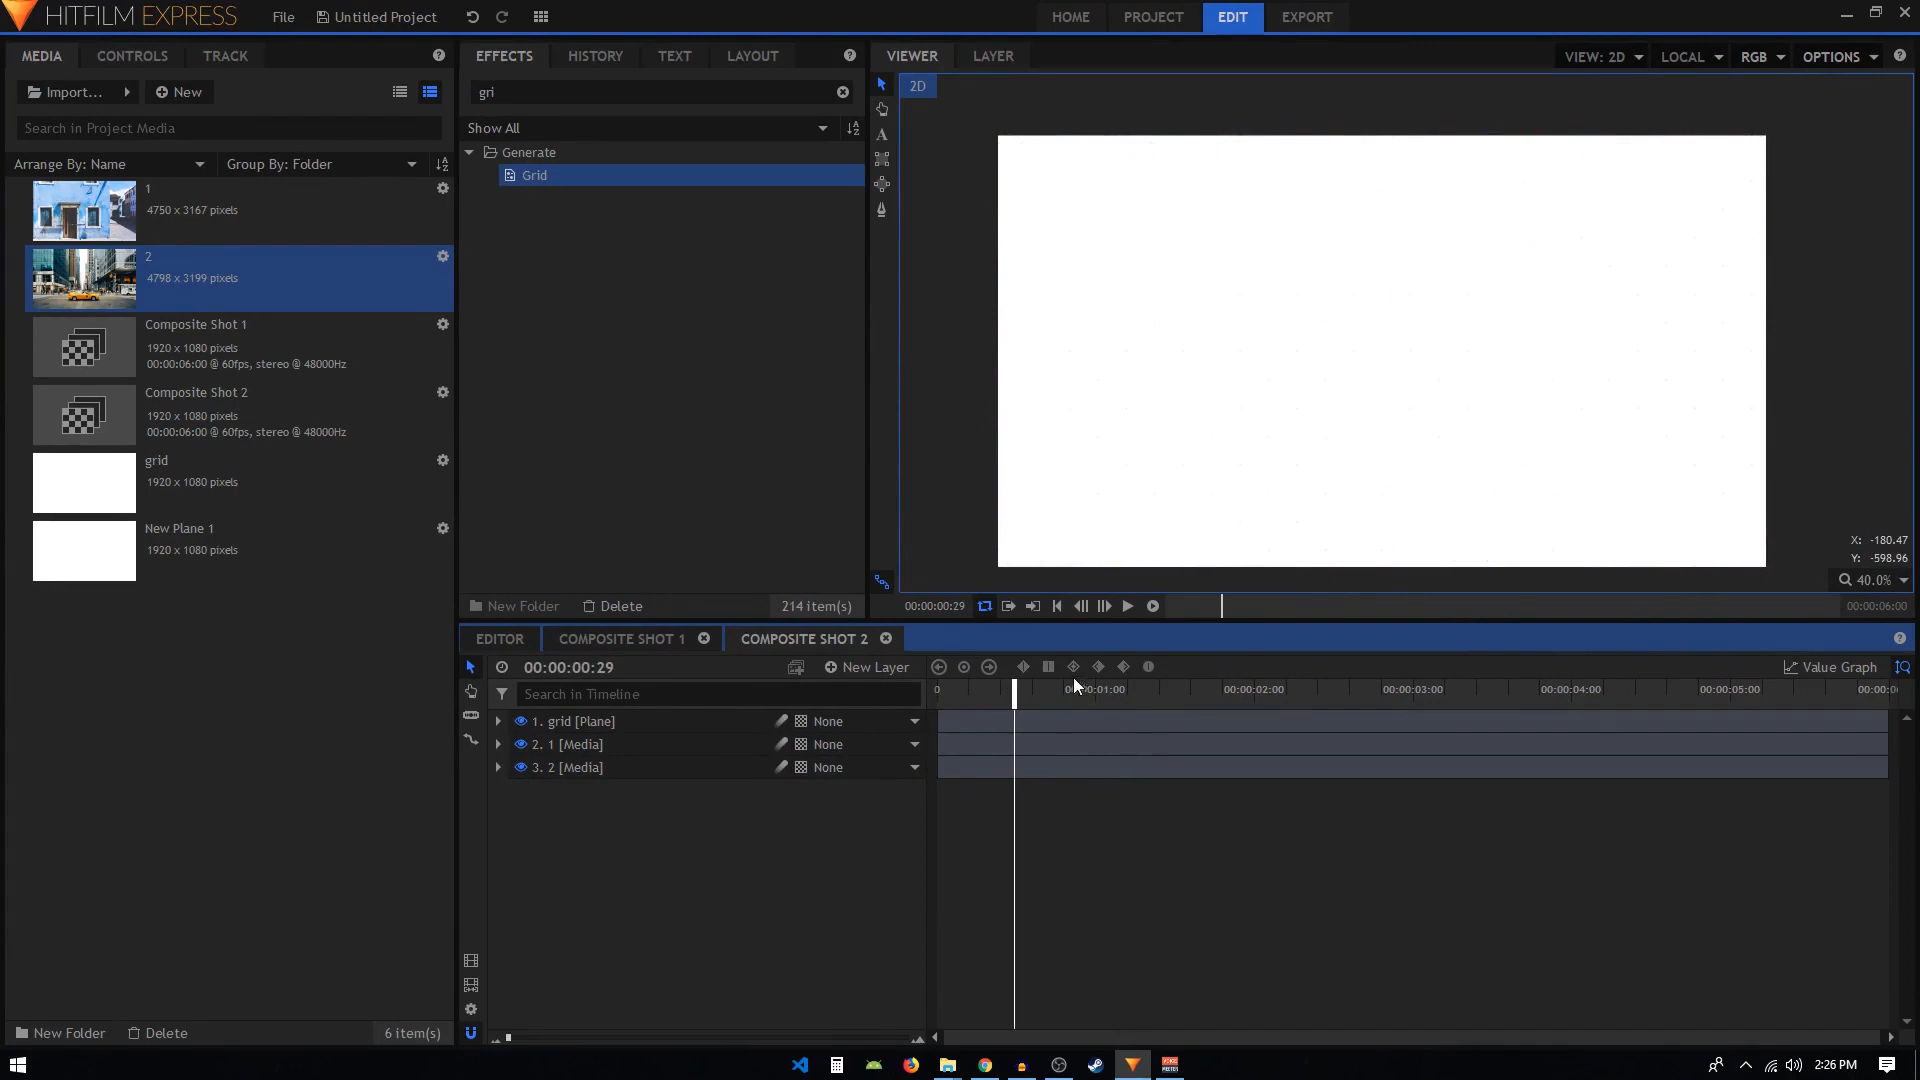 HITFILM EXPRESS
File
Untitled Project
HOME
PROJECT
EDIT
EXPORT
MEDIA
CONTROLS
TRACK
Import...
New
Search in Project Media
Arrange By: Name
Group By: Folder
1
4750 x 3167 pixels
2
4798 x 3199 pixels
Composite Shot 1
1920 x 1080 pixels
00:00:06:00 @ 60fps, stereo @ 48000Hz
Composite Shot 2
1920 x 1080 pixels
00:00:06:00 @ 60fps, stereo @ 48000Hz
grid
1920 x 1080 pixels
New Plane 1
1920 x 1080 pixels
New Folder
Delete
6 item(s)
EFFECTS
HISTORY
TEXT
LAYOUT
gri
Show All
Generate
Grid
New Folder
Delete
214 item(s)
VIEWER
LAYER
VIEW: 2D
LOCAL
RGB
OPTIONS
2D
X: -180.47
Y: -598.96
40.0%
00:00:00:29
00:00:06:00
EDITOR
COMPOSITE SHOT 1
COMPOSITE SHOT 2
00:00:00:29
New Layer
Value Graph
Search in Timeline
0
00:00:02:00
00:00:03:00
00:00:04:00
00:00:05:00
1. grid [Plane]
None
2. 1 [Media]
None
3. 2 [Media]
None
2:26 PM